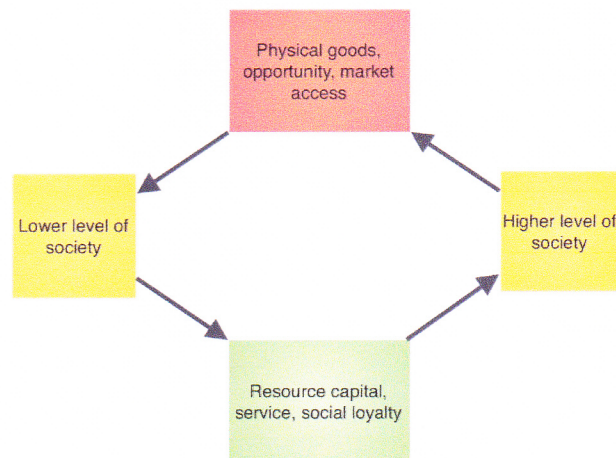 Physical goods,
opportunity, market
access
Lower level of
society
Higher level of
society
Resource capital,
service, social loyalty